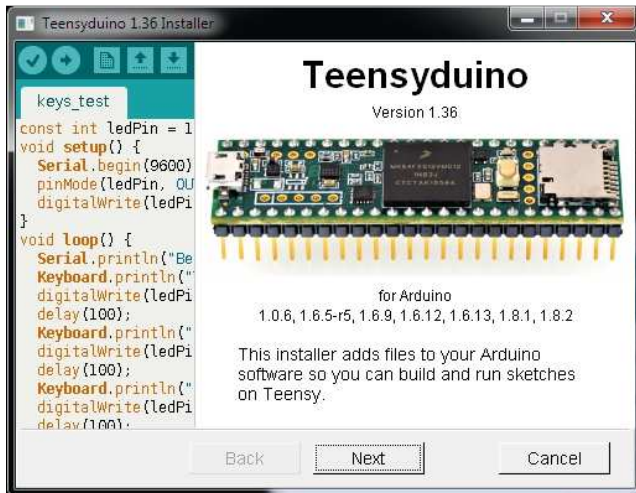 Teensyduino 1.36 Installer
keys_test
const int ledPin = 1
void setup() {
Serial.begin(9600)
pinMode(ledPin, OU
digitalWrite(ledPi
}
void loop() {
Serial.println("Be
Keyboard.println("
digitalWrite(ledPi
delay(100);
Keyboard.println("
digitalWrite(ledPi
delay(100);
Keyboard.println("
digitalWrite(ledPi
delay(100);
Teensyduino
Version 1.36
for Arduino
1.0.6, 1.6.5-r5, 1.6.9, 1.6.12, 1.6.13, 1.8.1, 1.8.2
This installer adds files to your Arduino
software so you can build and run sketches
on Teensy.
Back
Next
Cancel